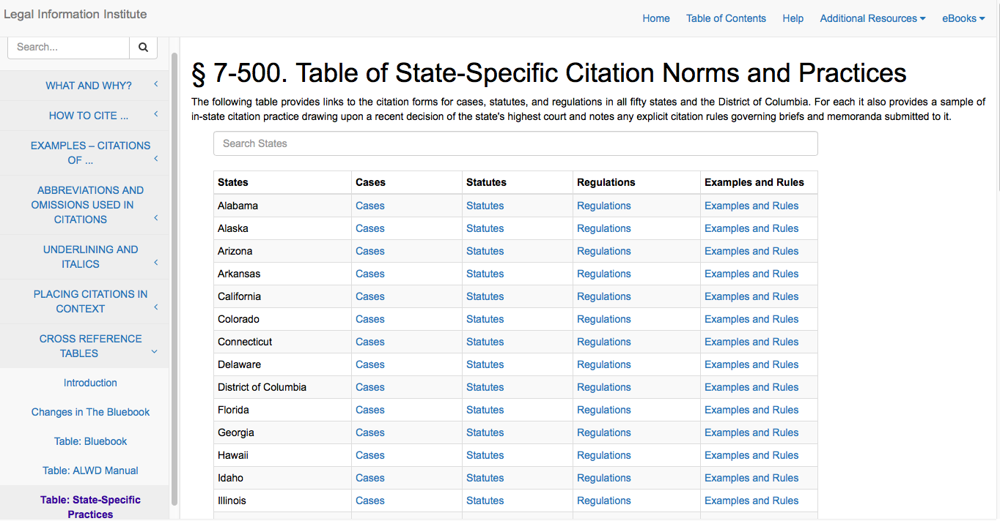 Legal Information Institute
Home Table of Contents Help Additional Resources eBooks
Search...
WHAT AND WHY?
HOW TO CITE ...
EXAMPLES – CITATIONS
OF ...
ABBREVIATIONS AND
OMISSIONS USED IN
CITATIONS
UNDERLINING AND
ITALICS
PLACING CITATIONS IN
CONTEXT
CROSS REFERENCE
TABLES
Introduction
Changes in The Bluebook
Table: Bluebook
Table: ALWD Manual
Table: State-Specific
Practices
§ 7-500. Table of State-Specific Citation Norms and Practices
The following table provides links to the citation forms for cases, statutes, and regulations in all fifty states and the District of Columbia. For each it also provides a sample of
in-state citation practice drawing upon a recent decision of the state's highest court and notes any explicit citation rules governing briefs and memoranda submitted to it.
Search States
States Cases Statutes Regulations Examples and Rules
Alabama Cases Statutes Regulations Examples and Rules
Alaska Cases Statutes Regulations Examples and Rules
Arizona Cases Statutes Regulations Examples and Rules
Arkansas Cases Statutes Regulations Examples and Rules
California Cases Statutes Regulations Examples and Rules
Colorado Cases Statutes Regulations Examples and Rules
Connecticut Cases Statutes Regulations Examples and Rules
Delaware Cases Statutes Regulations Examples and Rules
District of Columbia Cases Statutes Regulations Examples and Rules
Florida Cases Statutes Regulations Examples and Rules
Georgia Cases Statutes Regulations Examples and Rules
Hawaii Cases Statutes Regulations Examples and Rules
Idaho Cases Statutes Regulations Examples and Rules
Illinois Cases Statutes Regulations Examples and Rules